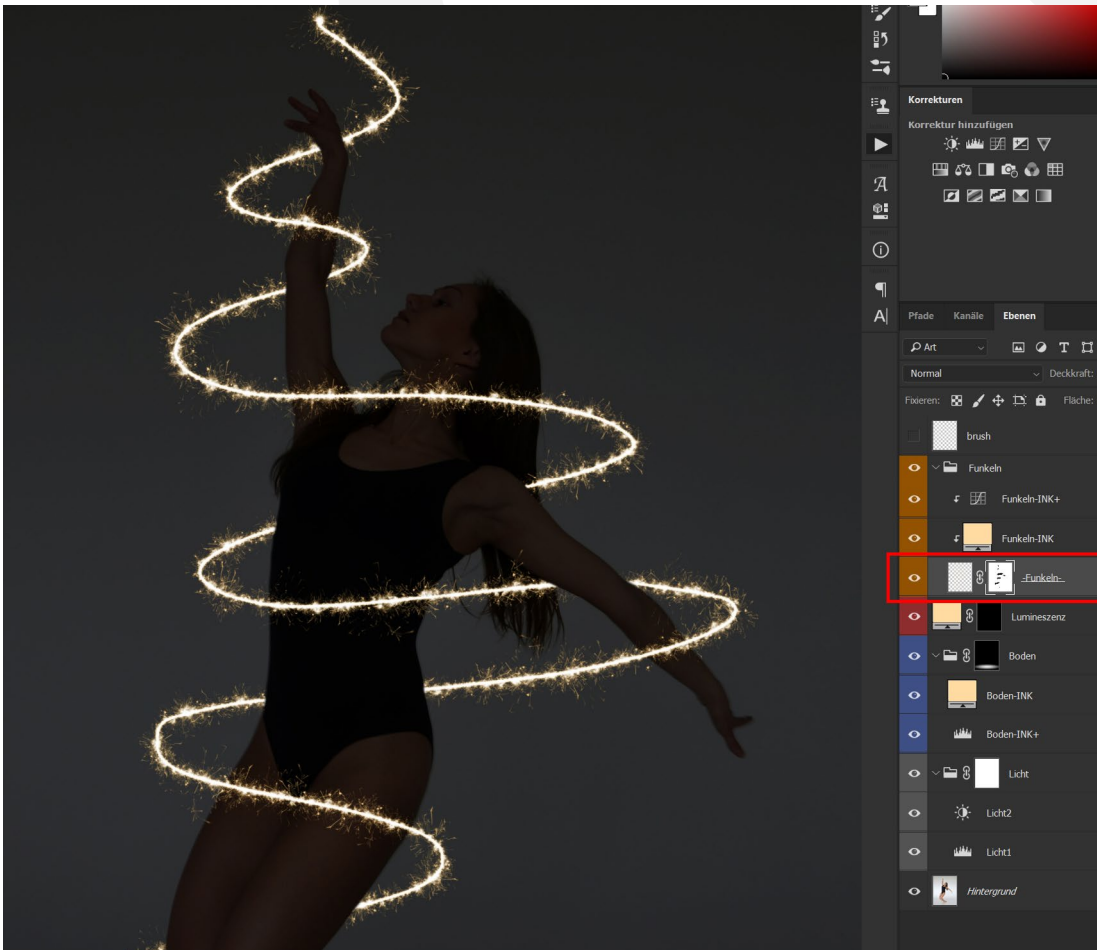 Korrekturen
Korrektur hinzufügen
Pfade Kanäle Ebenen
Art
Normal Deckkraft:
Fixieren: Fläche:
brush
Funkeln
Funkeln-INK+
Funkeln-INK
-Funkeln-
Lumineszenz
Boden
Boden-INK
Boden-INK+
Licht
Licht2
Licht1
Hintergrund